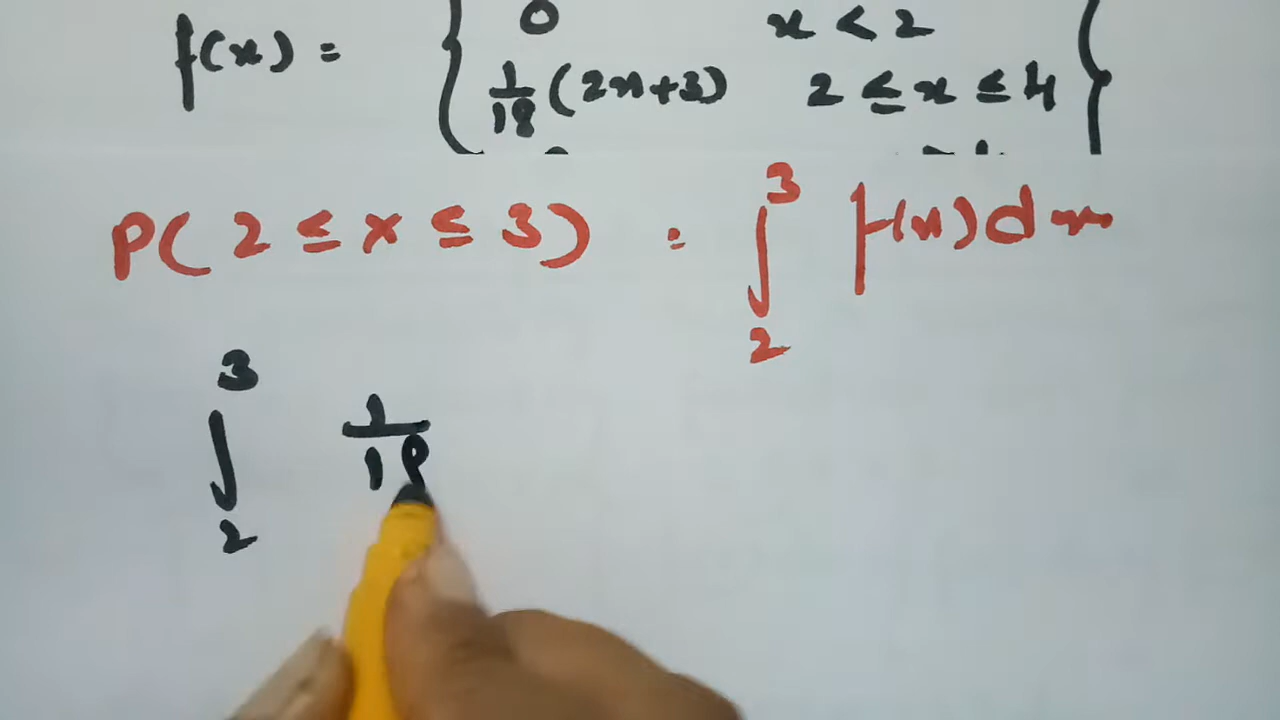 f(x) = { 0 x < 2
1/18 (2x+3) 2 ≤ x ≤ 4 }
P( 2 ≤ x ≤ 3 ) = ∫₂³ f(x) dx
∫₂³ 1/18